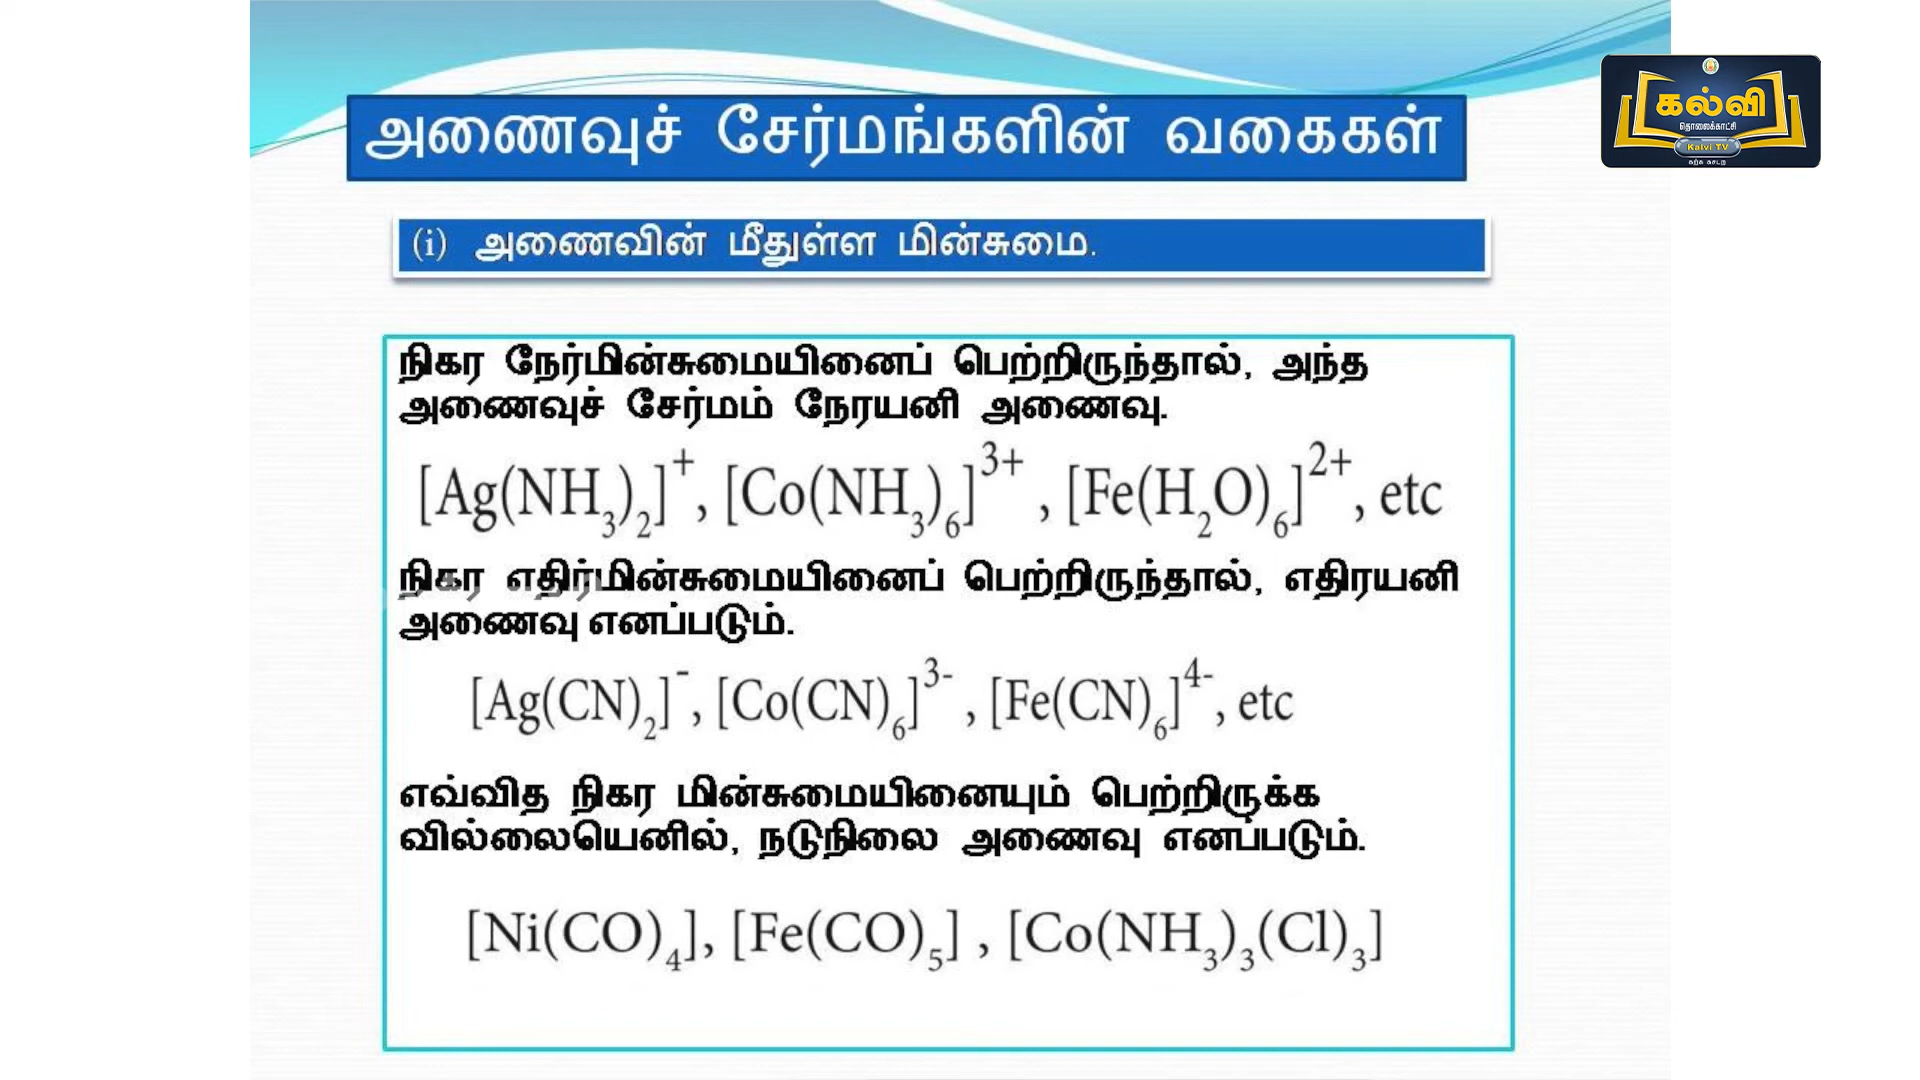 அணைவுச் சேர்மங்களின் வகைகள்
கல்வி
தொலைக்காட்சி
Kalvi TV
கற்க கசடற
(i) அணைவின் மீதுள்ள மின்சுமை.
நிகர நேர்மின்சுமையினைப் பெற்றிருந்தால், அந்த
அணைவுச் சேர்மம் நேரயனி அணைவு.
[Ag(NH₃)₂]⁺, [Co(NH₃)₆]³⁺, [Fe(H₂O)₆]²⁺, etc
நிகர எதிர்மின்சுமையினைப் பெற்றிருந்தால், எதிரயனி
அணைவு எனப்படும்.
[Ag(CN)₂]⁻, [Co(CN)₆]³⁻, [Fe(CN)₆]⁴⁻, etc
எவ்வித நிகர மின்சுமையினையும் பெற்றிருக்க
வில்லையெனில், நடுநிலை அணைவு எனப்படும்.
[Ni(CO)₄], [Fe(CO)₅], [Co(NH₃)₃(Cl)₃]